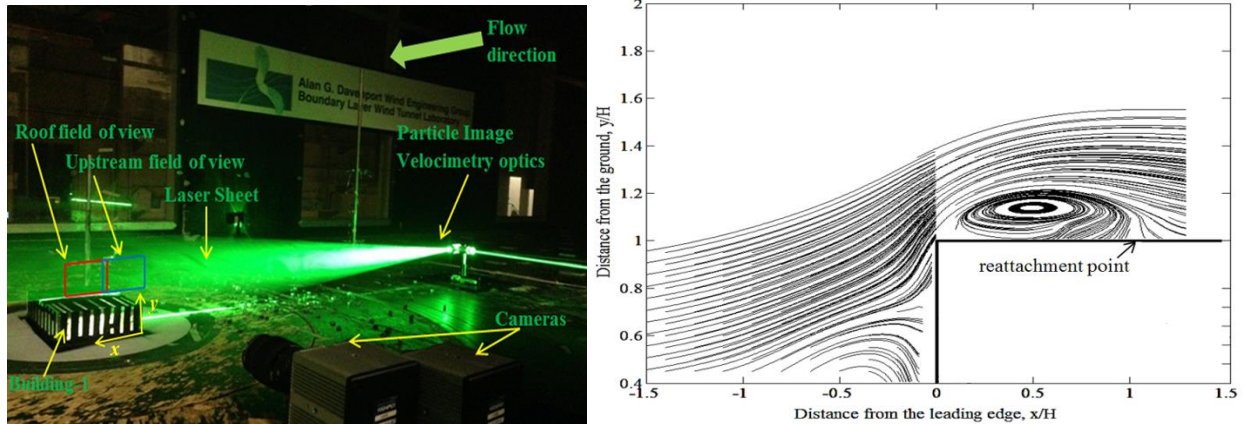 Flow
direction
Alan G. Davenport Wind Engineering Group
Boundary Layer Wind Tunnel Laboratory
Roof field of view
Particle Image
Velocimetry optics
Upstream field of view
Laser Sheet
Cameras
y
x
Building-1
Distance from the ground, y/H
2
1.8
1.6
1.4
1.2
1
0.8
0.6
0.4
reattachment point
-1.5 -1 -0.5 0 0.5 1 1.5
Distance from the leading edge, x/H